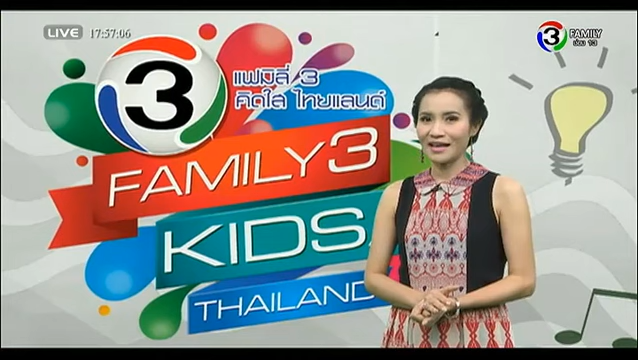 LIVE 17:57:06
3 FAMILY
ช่อง 13
3
แฟมิลี่ 3
คิดใส ไทยแลนด์
FAMILY 3
KIDS
THAILAND